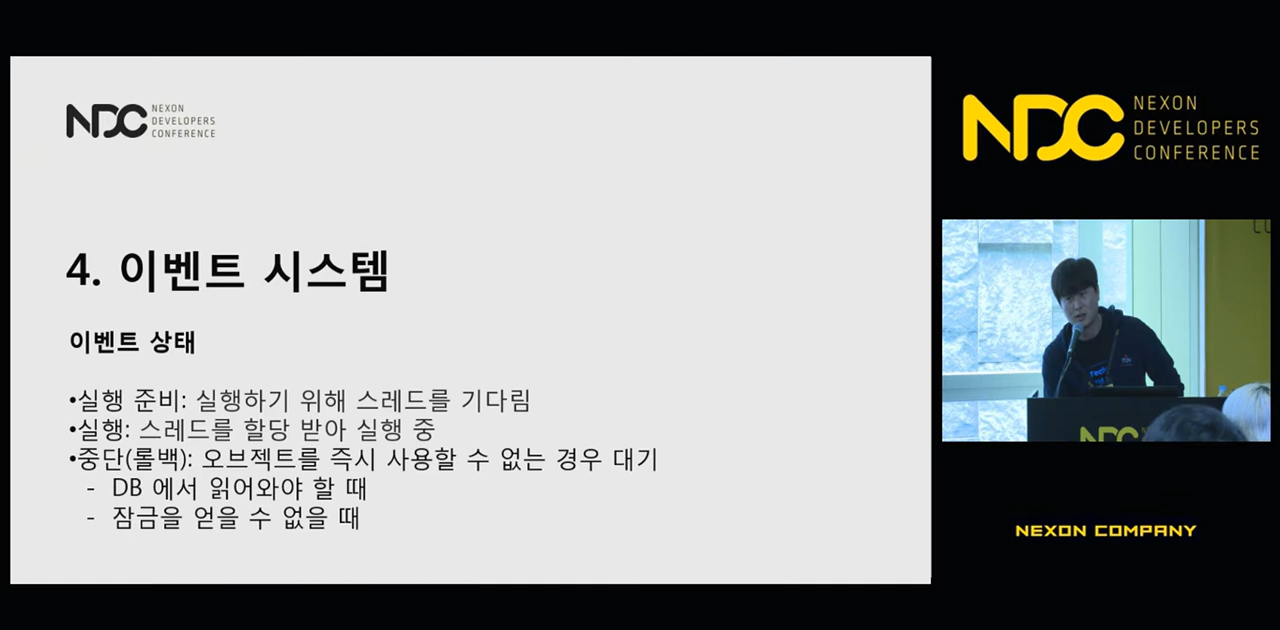 NDC NEXON
DEVELOPERS
CONFERENCE
4. 이벤트 시스템
이벤트 상태
•실행 준비: 실행하기 위해 스레드를 기다림
•실행: 스레드를 할당 받아 실행 중
•중단(롤백): 오브젝트를 즉시 사용할 수 없는 경우 대기
- DB 에서 읽어와야 할 때
- 잠금을 얻을 수 없을 때
NDC NEXON
DEVELOPERS
CONFERENCE
Tech
NDC
NEXON COMPANY